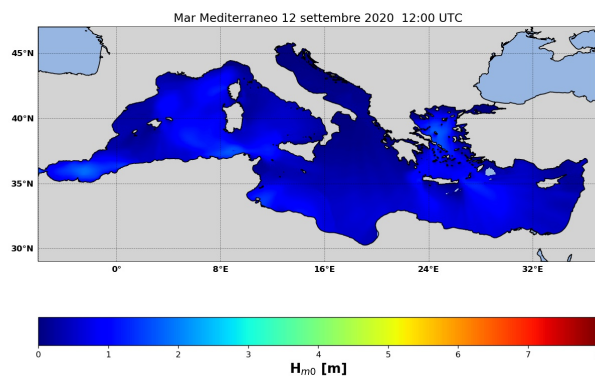 Mar Mediterraneo 12 settembre 2020 12:00 UTC
45°N
40°N
35°N
30°N
0° 8°E 16°E 24°E 32°E
0 1 2 3 4 5 6 7
Hm0 [m]